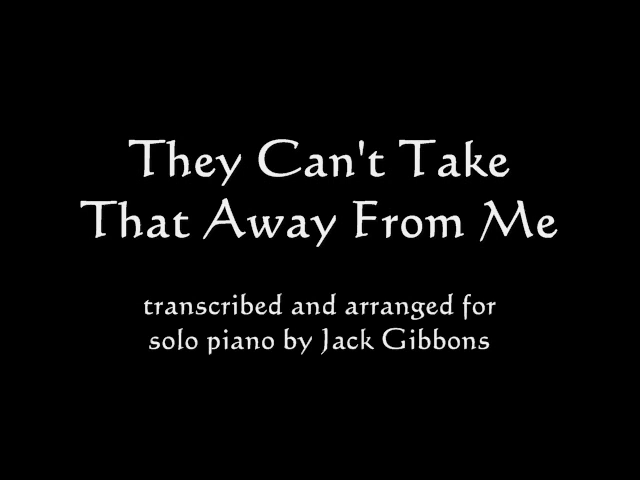 They Can't Take
That Away From Me
transcribed and arranged for
solo piano by Jack Gibbons